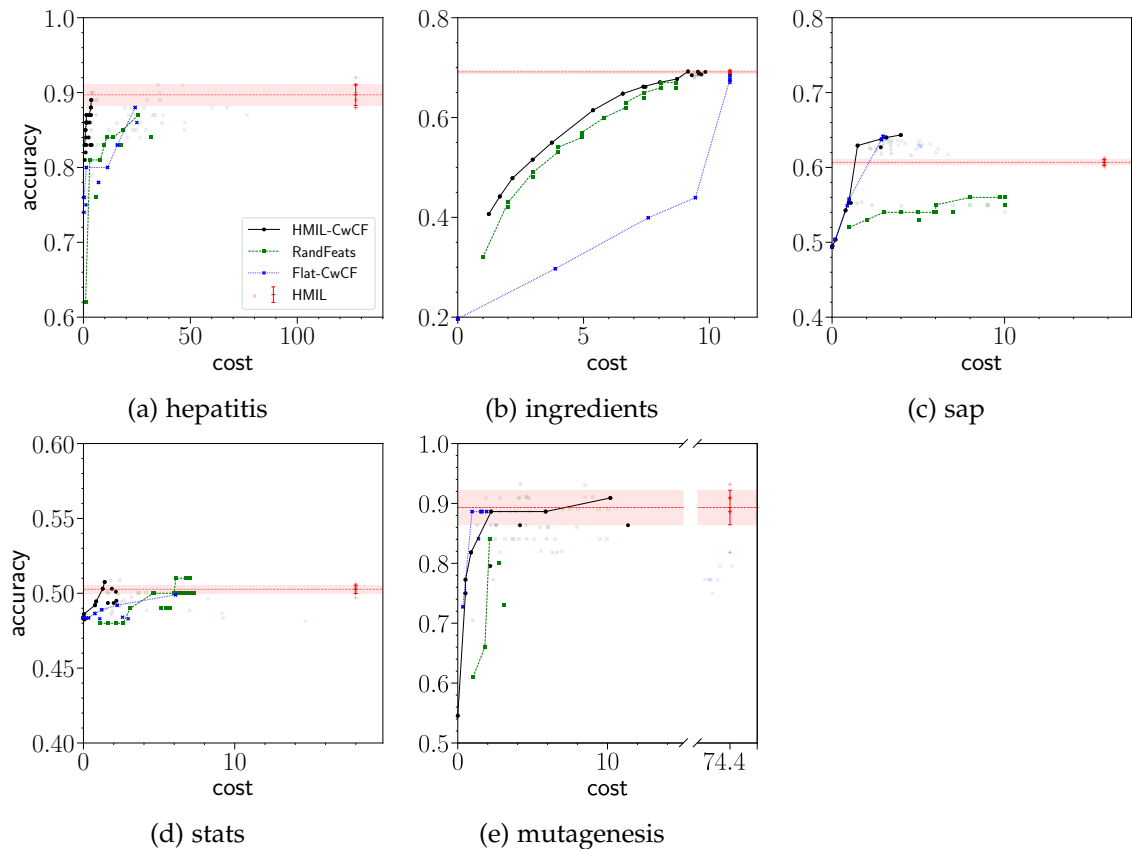 1.0
0.9
0.8
0.7
0.6
accuracy
0
50
100
cost
HMIL-CwCF
RandFeats
Flat-CwCF
HMIL
(a) hepatitis
0.8
0.6
0.4
0.2
0
5
10
cost
(b) ingredients
0.8
0.7
0.6
0.5
0.4
0
10
cost
(c) sap
0.60
0.55
0.50
0.45
0.40
accuracy
0
10
cost
(d) stats
1.0
0.9
0.8
0.7
0.6
0.5
0
10
74.4
cost
(e) mutagenesis